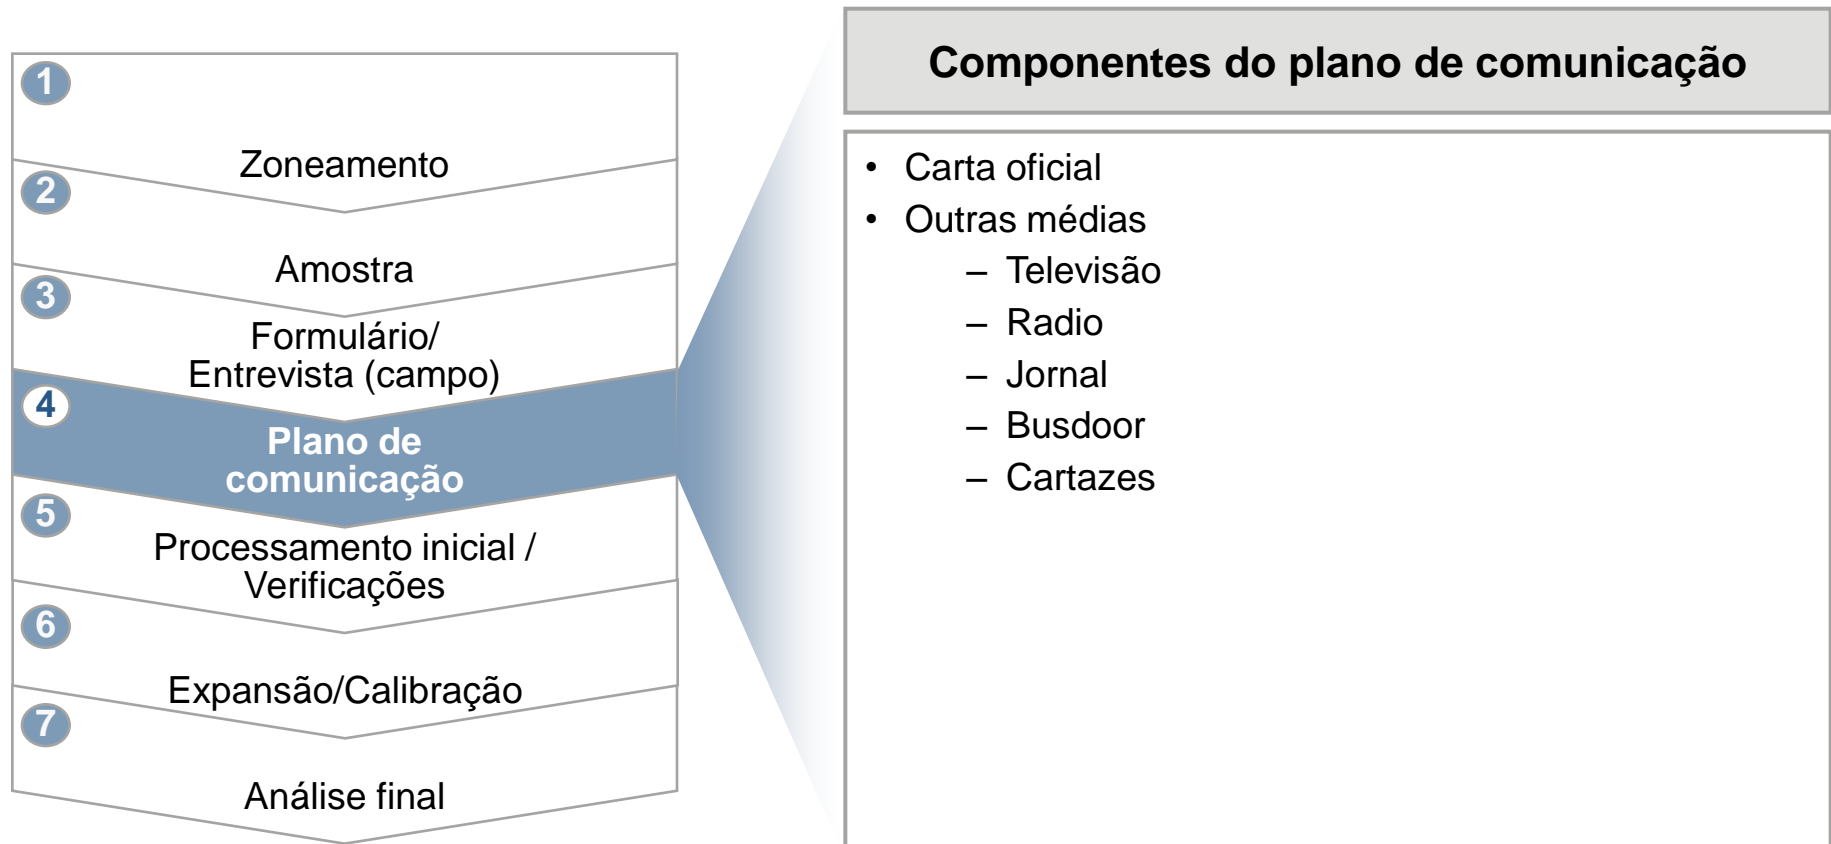 1
Zoneamento
2
Amostra
3
Formulário/
Entrevista (campo)
4
Plano de
comunicação
5
Processamento inicial /
Verificações
6
Expansão/Calibração
7
Análise final
Componentes do plano de comunicação
• Carta oficial
• Outras médias
– Televisão
– Radio
– Jornal
– Busdoor
– Cartazes